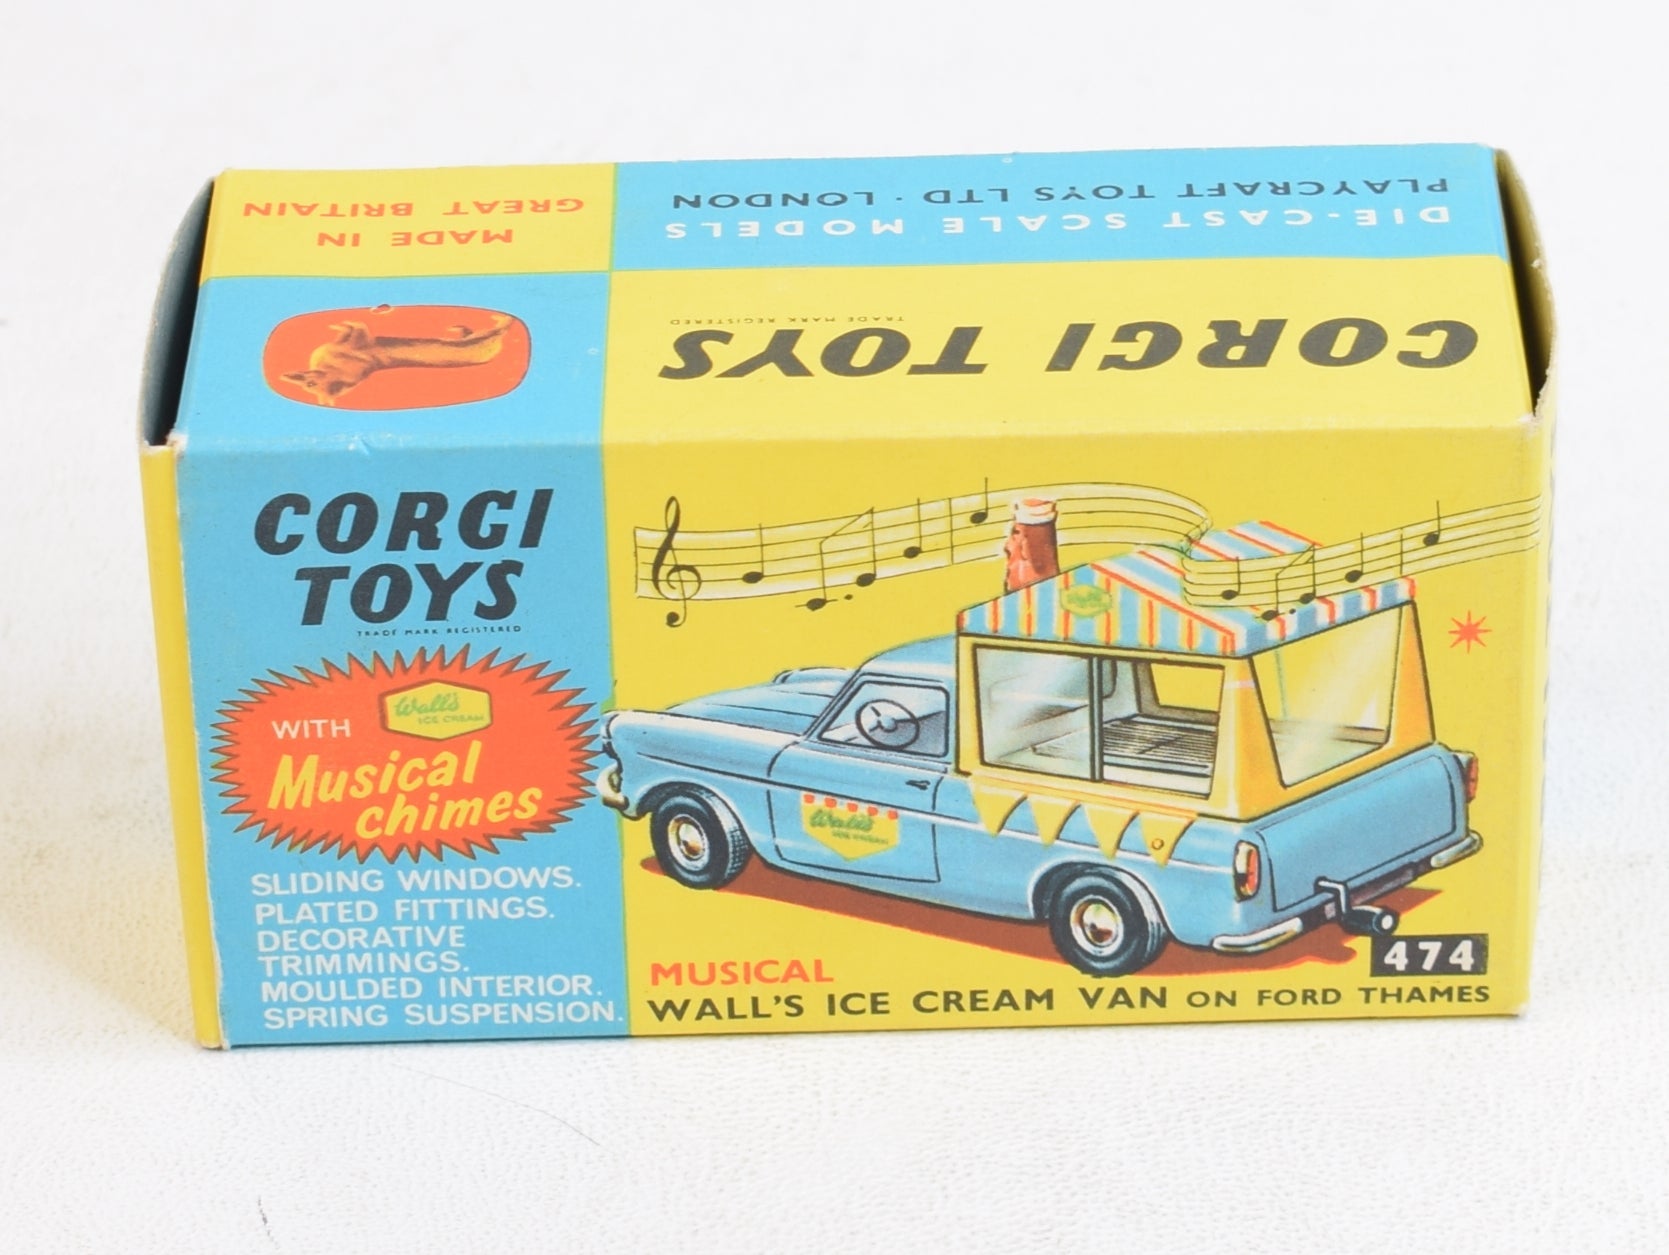 DIE-CAST SCALE MODELS
PLAYCRAFT TOYS LTD · LONDON
MADE IN
GREAT BRITAIN
CORGI TOYS
TRADE MARK REGISTERED
CORGI
TOYS
TRADE MARK REGISTERED
WITH Wall's
ICE CREAM
Musical
chimes
SLIDING WINDOWS.
PLATED FITTINGS.
DECORATIVE
TRIMMINGS.
MOULDED INTERIOR.
SPRING SUSPENSION.
Wall's
ICE CREAM
474
MUSICAL
WALL'S ICE CREAM VAN ON FORD THAMES